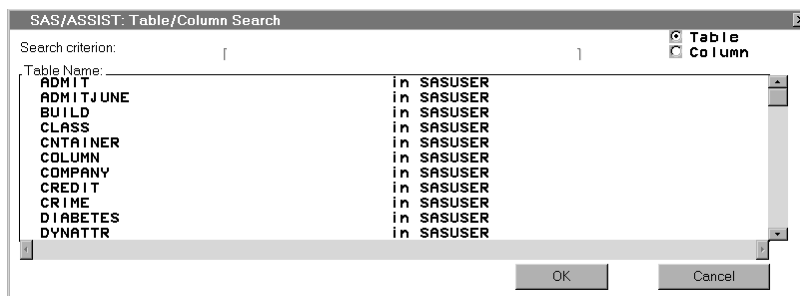 SAS/ASSIST: Table/Column Search
Search criterion:
Table
Column
Table Name:
ADMIT in SASUSER
ADMITJUNE in SASUSER
BUILD in SASUSER
CLASS in SASUSER
CNTAINER in SASUSER
COLUMN in SASUSER
COMPANY in SASUSER
CREDIT in SASUSER
CRIME in SASUSER
DIABETES in SASUSER
DYNATTR in SASUSER
OK Cancel